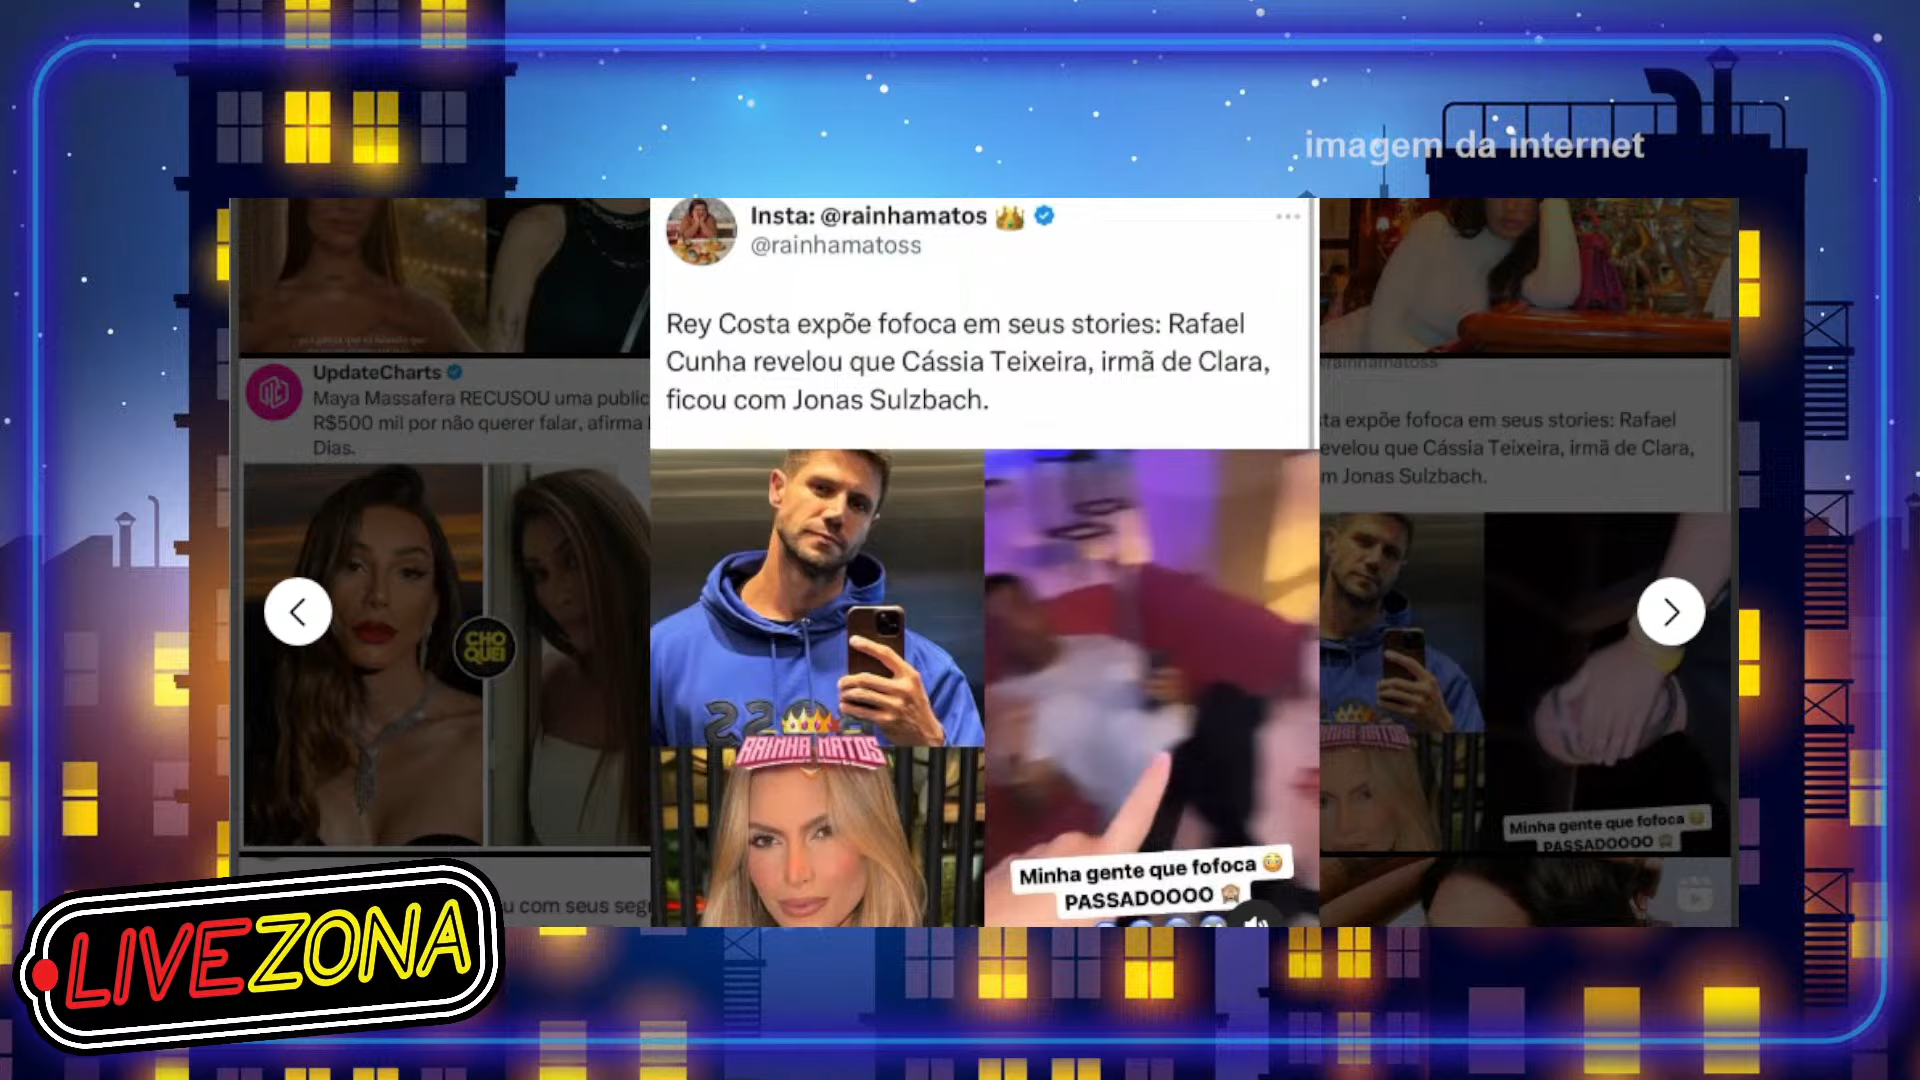 imagem da internet
Insta: @rainhamatos 👑
@rainhamatoss
Rey Costa expõe fofoca em seus stories: Rafael
Cunha revelou que Cássia Teixeira, irmã de Clara,
ficou com Jonas Sulzbach.
UpdateCharts
Maya Massafera RECUSOU uma public
R$500 mil por não querer falar, afirma
Dias.
CHO
QUEI
RAINHA MATOS
Minha gente que fofoca 😳
PASSADOOOO 🙈
sta expõe fofoca em seus stories: Rafael
evelou que Cássia Teixeira, irmã de Clara,
m Jonas Sulzbach.
Minha gente que fofoca
PASSADOOOO
u com seus seg
LIVEZONA